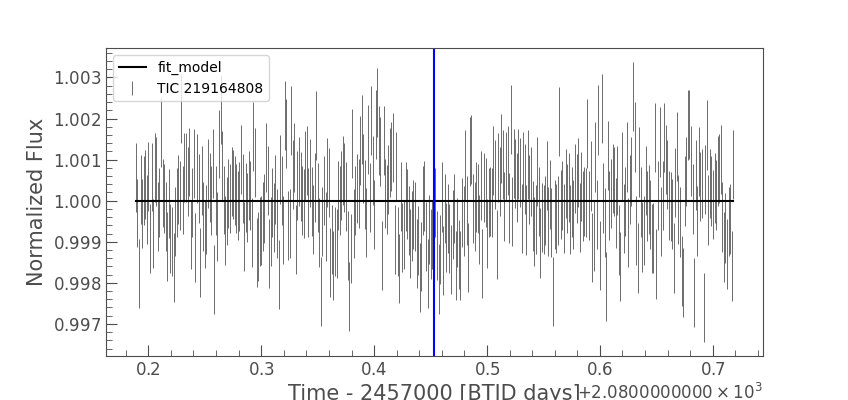 fit_model
TIC 219164808
Normalized Flux
1.003
1.002
1.001
1.000
0.999
0.998
0.997
0.2 0.3 0.4 0.5 0.6 0.7
Time - 2457000 [BTJD days]
+2.0800000000 × 10³